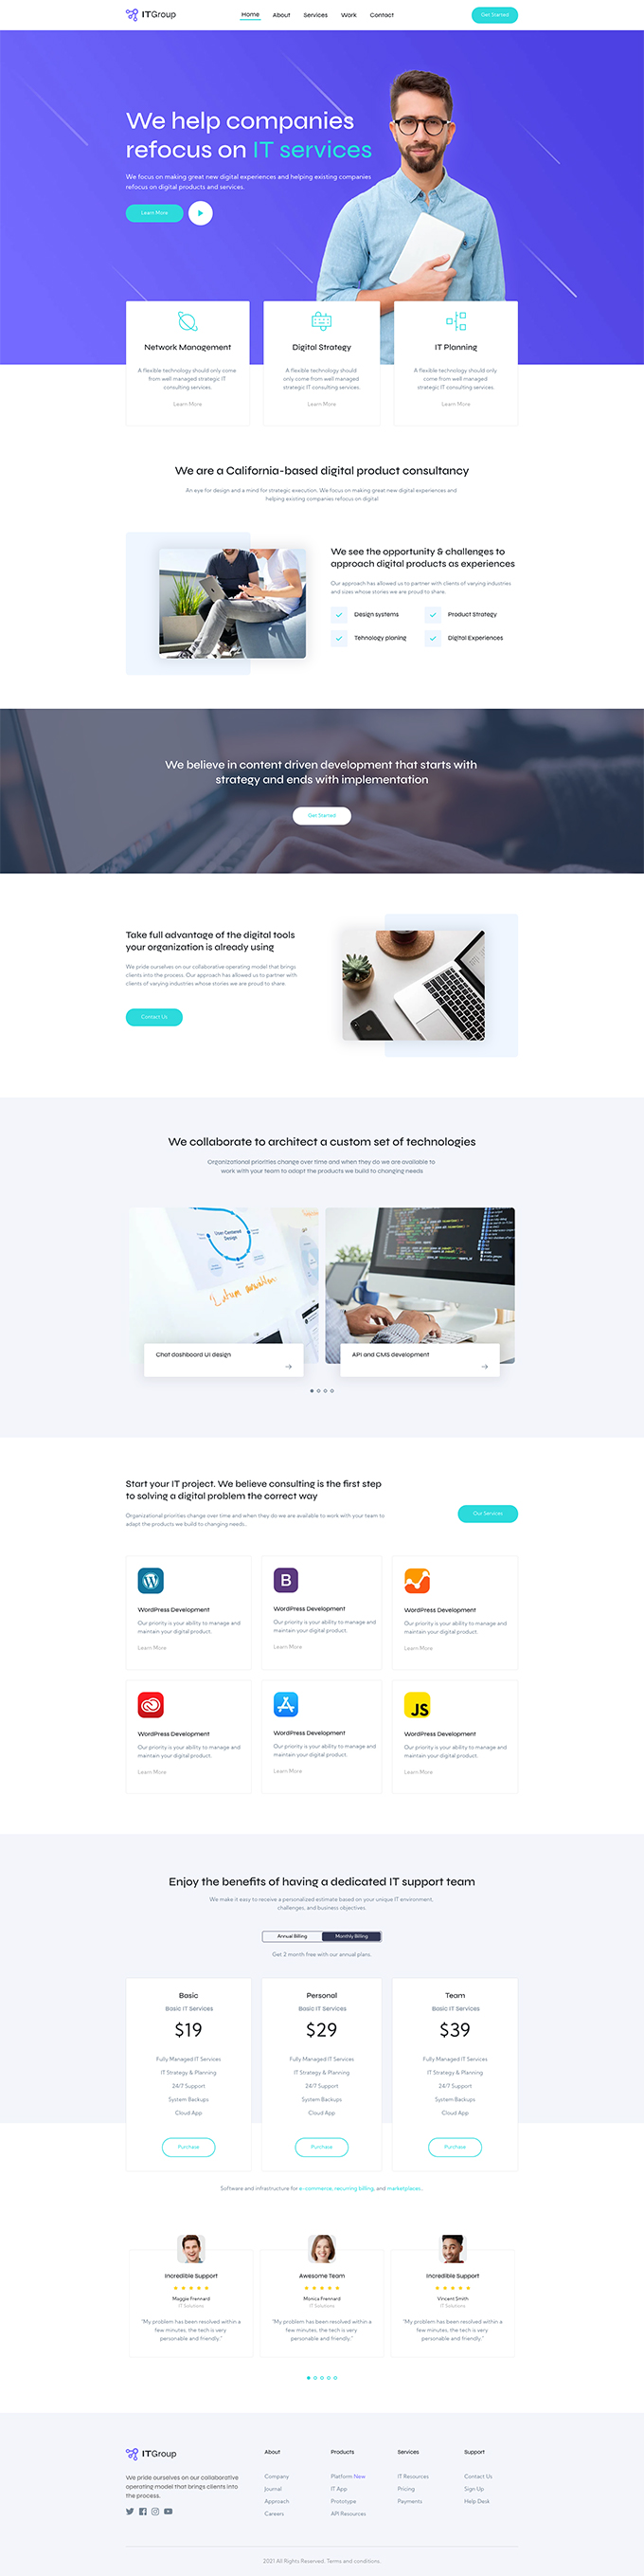 ITGroup
Home About Services Work Contact
Get Started
We help companies
refocus on IT services
We focus on making great new digital experiences and helping existing companies
refocus on digital products and services.
Learn More
Network Management
A flexible technology should only come
from well managed strategic IT
consulting services.
Learn More
Digital Strategy
A flexible technology should
only come from well managed
strategic IT consulting services
Learn More
IT Planning
A flexible technology should only
come from well managed
strategic IT consulting services
Learn More
We are a California-based digital product consultancy
An eye for design and a mind for strategic execution. We focus on making great new digital experiences and
helping existing companies refocus on digital
We see the opportunity & challenges to
approach digital products as experiences
Our approach has allowed us to partner with clients of varying industries
and sizes whose stories we are proud to share.
Design systems
Product Strategy
Tehnology planing
Digital Experiences
We believe in content driven development that starts with
strategy and ends with implementation
Get Started
Take full advantage of the digital tools
your organization is already using
We pride ourselves on our collaborative operating model that brings
clients into the process. Our approach has allowed us to partner with
clients of varying industries whose stories we are proud to share.
Contact Us
We collaborate to architect a custom set of technologies
Organizational priorities change over time and when they do we are available to
work with your team to adapt the products we build to changing needs
User-Centered
Design
Chat dashboard UI design
API and CMS development
Start your IT project. We believe consulting is the first step
to solving a digital problem the correct way
Organizational priorities change over time and when they do we are available to work with your team to
adapt the products we build to changing needs..
Our Services
WordPress Development
Our priority is your ability to manage and
maintain your digital product.
Learn More
B
WordPress Development
Our priority is your ability to manage and
maintain your digital product.
Learn More
WordPress Development
Our priority is your ability to manage and
maintain your digital product.
Learn More
WordPress Development
Our priority is your ability to manage and
maintain your digital product.
Learn More
WordPress Development
Our priority is your ability to manage and
maintain your digital product.
Learn More
JS
WordPress Development
Our priority is your ability to manage and
maintain your digital product.
Learn More
Enjoy the benefits of having a dedicated IT support team
We make it easy to receive a personalized estimate based on your unique IT environment,
challenges, and business objectives.
Annual Billing Monthly Billing
Get 2 month free with our annual plans.
Basic
Basic IT Services
$19
Fully Managed IT Services
IT Strategy & Planning
24/7 Support
System Backups
Cloud App
Purchase
Personal
Basic IT Services
$29
Fully Managed IT Services
IT Strategy & Planning
24/7 Support
System Backups
Cloud App
Purchase
Team
Basic IT Services
$39
Fully Managed IT Services
IT Strategy & Planning
24/7 Support
System Backups
Cloud App
Purchase
Software and infrastructure for e-commerce, recurring billing, and marketplaces..
Incredible Support
Maggie Frennard
IT Solutions
"My problem has been resolved within a
few minutes, the tech is very
personable and friendly."
Awesome Team
Monica Frennard
IT Solutions
"My problem has been resolved within a
few minutes, the tech is very
personable and friendly."
Incredible Support
Vincent Smith
IT Solutions
"My problem has been resolved within a
few minutes, the tech is very
personable and friendly."
ITGroup
We pride ourselves on our collaborative
operating model that brings clients into
the process.
About
Company
Journal
Approach
Careers
Products
Platform New
IT App
Prototype
API Resources
Services
IT Resources
Pricing
Payments
Support
Contact Us
Sign Up
Help Desk
2021 All Rights Reserved. Terms and conditions.